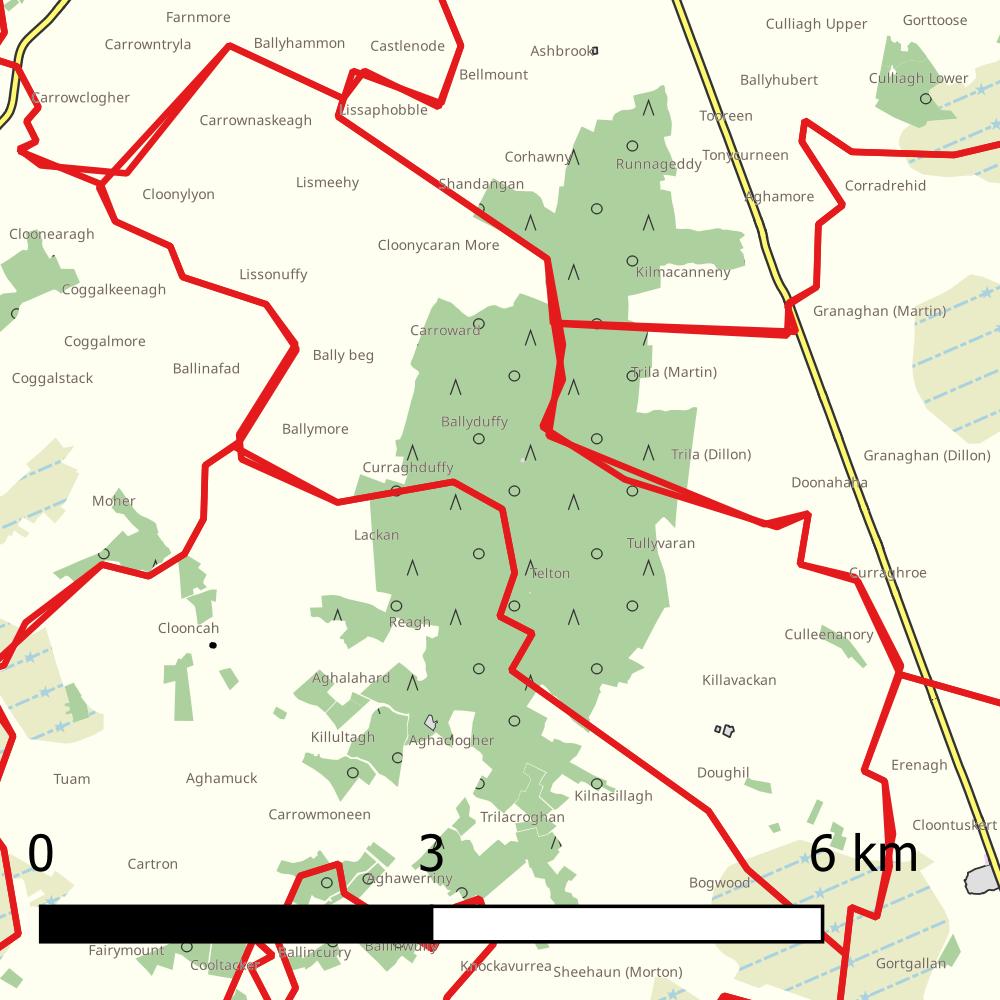 Farnmore
Culliagh Upper
Gorttoose
Carrowntryla
Ballyhammon
Castlenode
Ashbrook
Bellmount
Ballyhubert
Culliagh Lower
Carrowclogher
Lissaphobble
Carrownaskeagh
Tooreen
Corhawny
Runnageddy
Tonycurneen
Lismeehy
Shandangan
Corradrehid
Cloonylyon
Aghamore
Cloonearagh
Cloonycaran More
Lissonuffy
Kilmacanneny
Coggalkeenagh
Granaghan (Martin)
Carroward
Coggalmore
Bally beg
Ballinafad
Trila (Martin)
Coggalstack
Ballyduffy
Ballymore
Trila (Dillon)
Granaghan (Dillon)
Curraghduffy
Doonahaha
Moher
Lackan
Tullyvaran
Telton
Curraghroe
Reagh
Clooncah
Culleenanory
Aghalahard
Killavackan
Killultagh
Aghaclogher
Tuam
Aghamuck
Doughil
Erenagh
Kilnasillagh
Carrowmoneen
Trilacroghan
Cloontuskert
0 3 6 km
Cartron
Aghawerriny
Bogwood
Fairymount
Ballincurry
Ballinwully
Cooltacker
Knockavurrea
Sheehaun (Morton)
Gortgallan